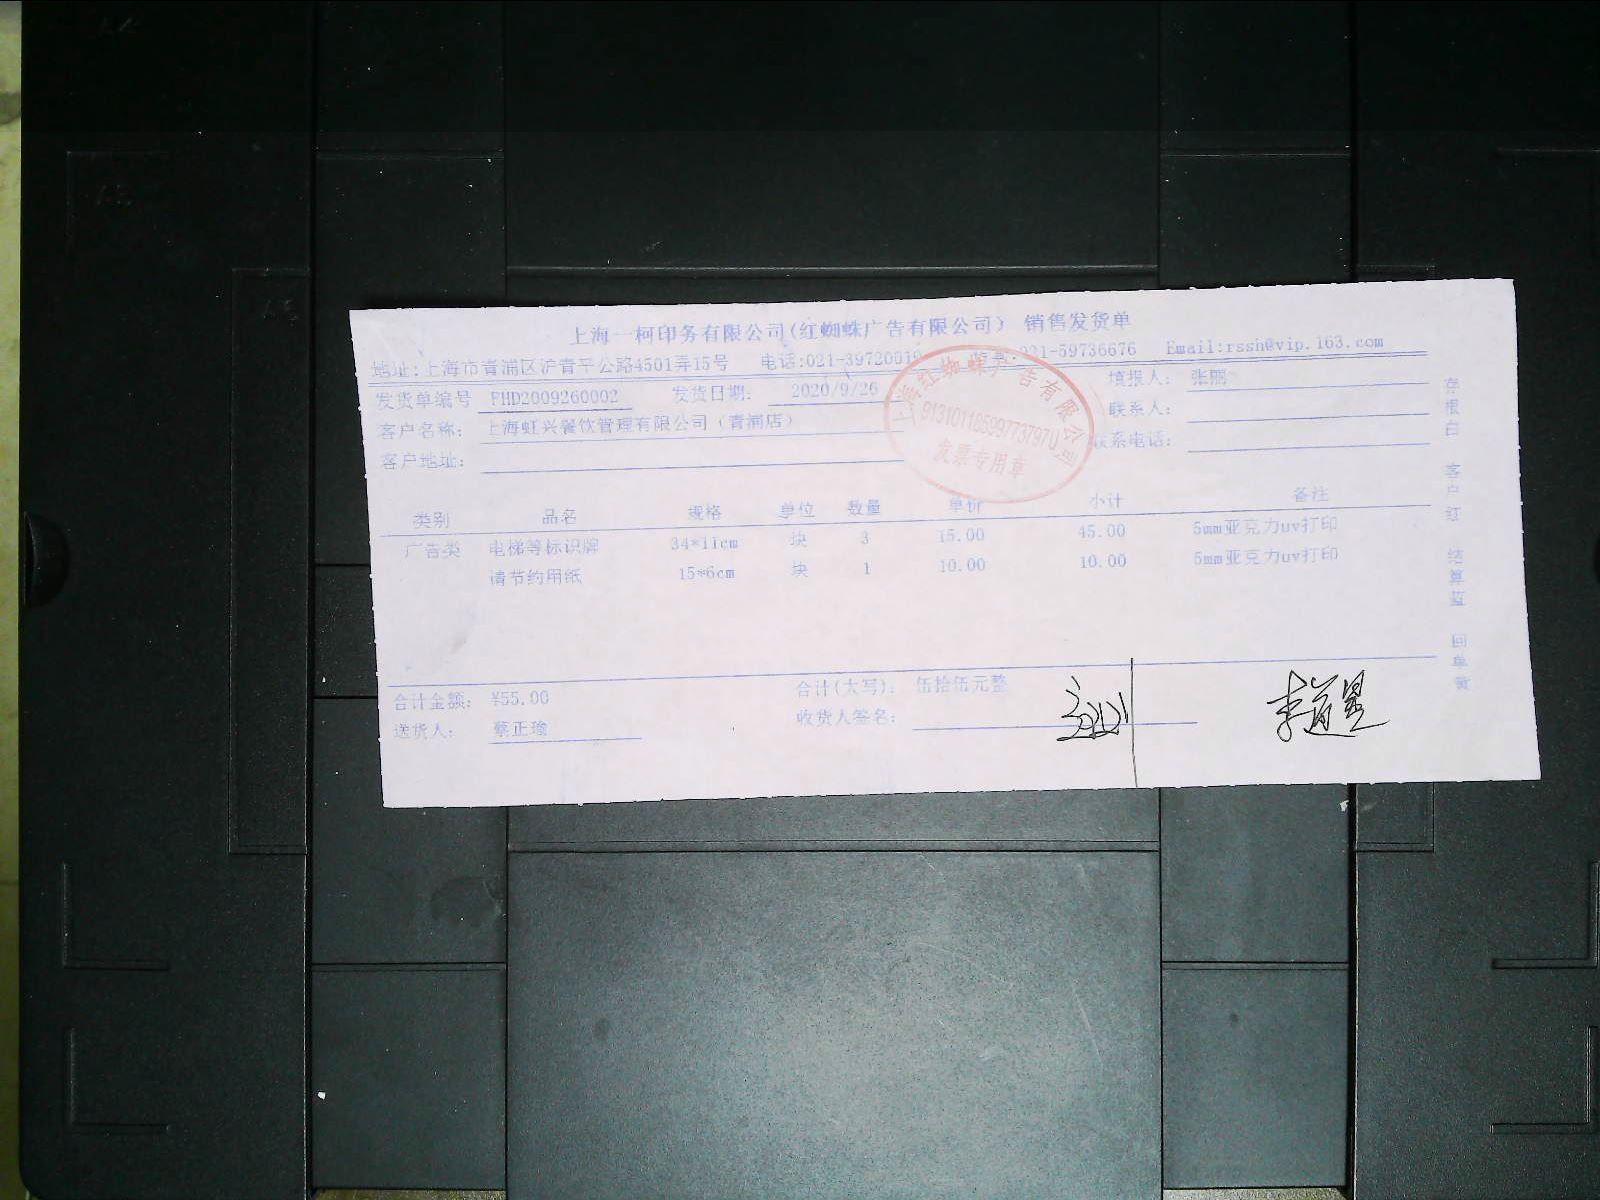 上海一柯印务有限公司(红蜘蛛广告有限公司) 销售发货单
地址:上海市青浦区沪青平公路4501弄15号 电话:021-39720019 021-59736676 Email:rssh@vip.163.com
发货单编号 FHD2009260002 发货日期: 2020/9/26 填报人: 张鹏
客户名称: 上海虹兴餐饮管理有限公司(青浦店) 联系人:
客户地址: 联系电话:
上海红蜘蛛广告有限公司
发票专用章
类别 品名 规格 单位 数量 单价 小计 备注
广告类 电梯等标识牌 34*11cm 块 3 15.00 45.00 5mm亚克力uv打印
请节约用纸 15*6cm 块 1 10.00 10.00 5mm亚克力uv打印
合计金额: ¥55.00 合计(大写): 伍拾伍元整
送货人: 蔡正瑜 收货人签名:
存根白 客户红 结算蓝 回单黄